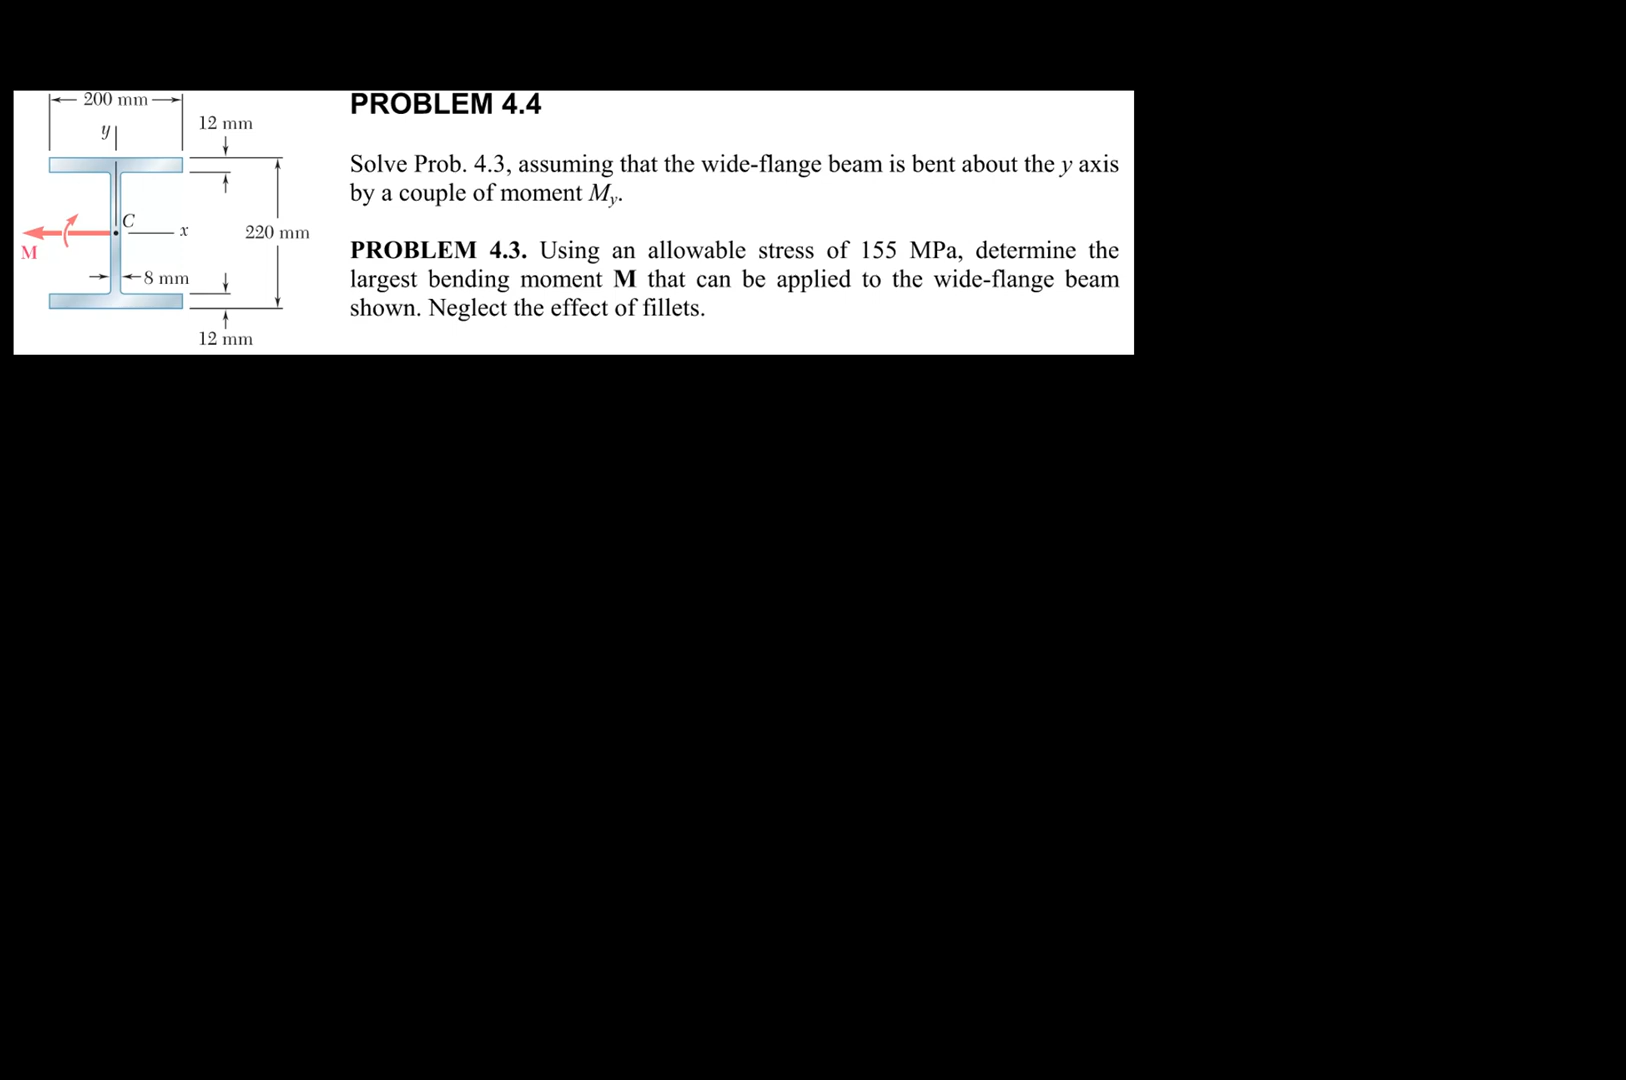 200 mm
12 mm
y
C
x
M
220 mm
8 mm
12 mm
PROBLEM 4.4
Solve Prob. 4.3, assuming that the wide-flange beam is bent about the y axis
by a couple of moment My.
PROBLEM 4.3. Using an allowable stress of 155 MPa, determine the
largest bending moment M that can be applied to the wide-flange beam
shown. Neglect the effect of fillets.